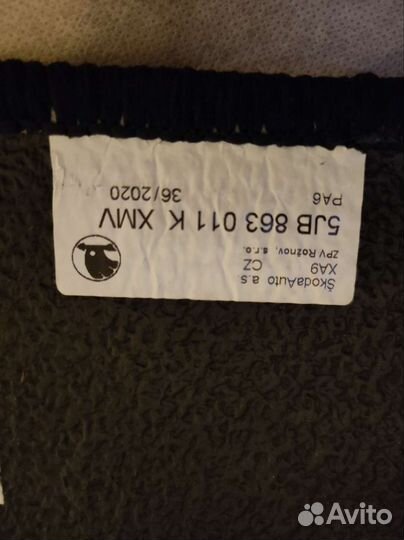 ŠkodaAuto a.s
XA9 CZ
ZPV Rožnov, s.r.o.
5JB 863 011 K XMV
36/2020
PA6
Avito